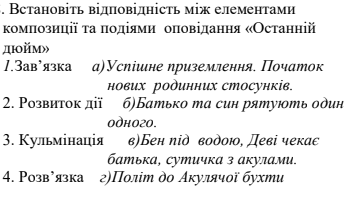 . Встановіть відповідність між елементами
композиції та подіями оповідання «Останній
дюйм»
1.Зав’язка а)Успішне приземлення. Початок
нових родинних стосунків.
2. Розвиток дії б)Батько та син рятують один
одного.
3. Кульмінація в)Бен під водою, Деві чекає
батька, сутичка з акулами.
4. Розв’язка г)Політ до Акулячої бухти